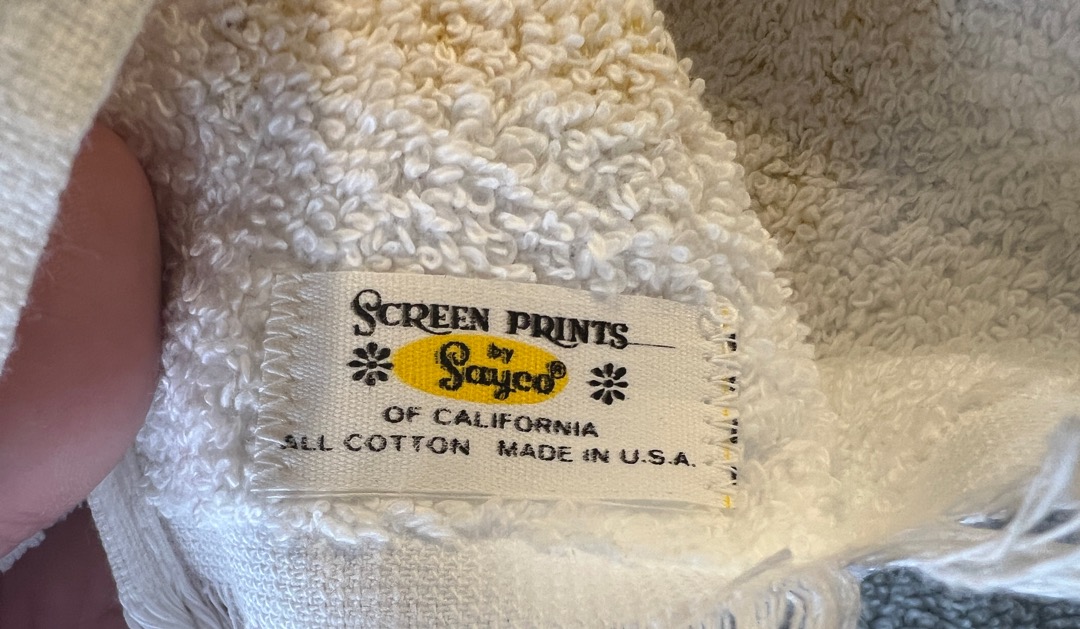 SCREEN PRINTS
by
Sayco®
OF CALIFORNIA
ALL COTTON MADE IN U.S.A.